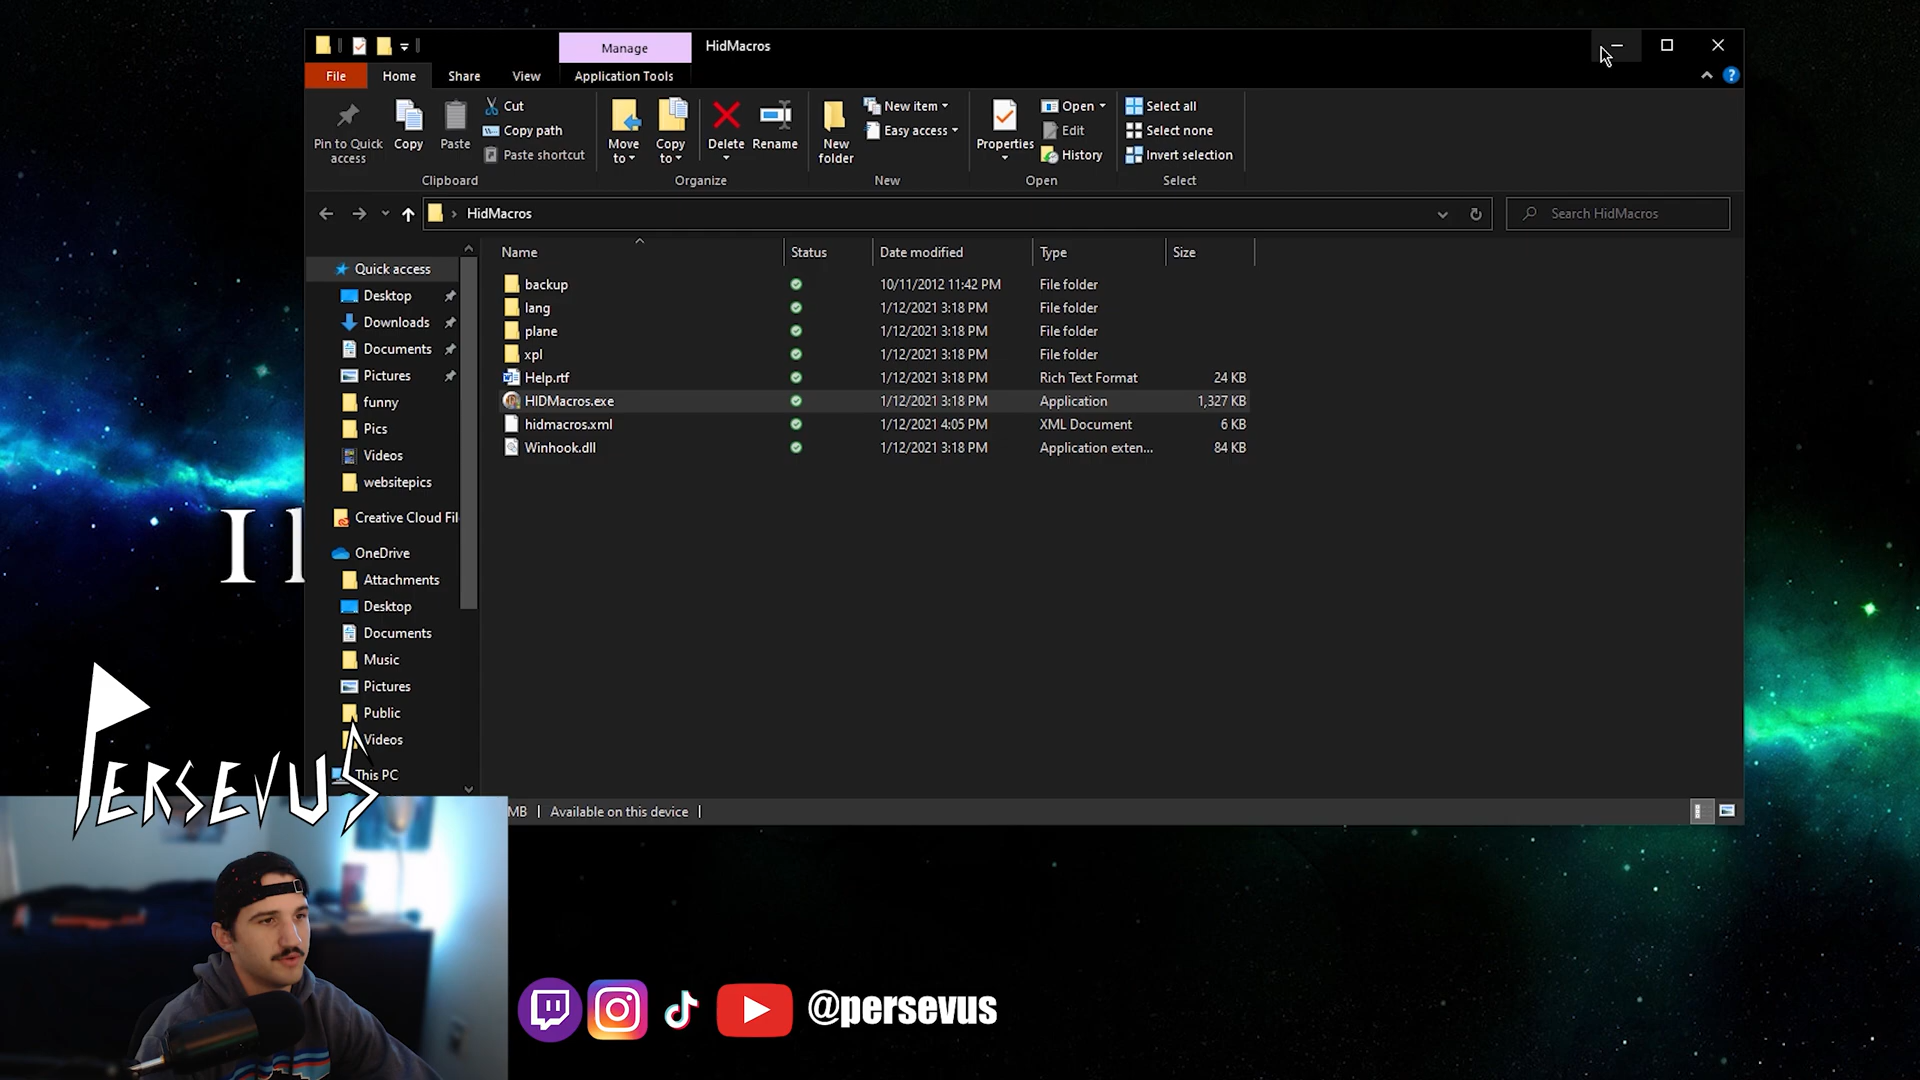 Manage
HidMacros
File
Home
Share
View
Application Tools
Pin to Quick access
Copy
Paste
Cut
Copy path
Paste shortcut
Clipboard
Move to
Copy to
Delete
Rename
Organize
New folder
New item
Easy access
New
Properties
Open
Edit
History
Open
Select all
Select none
Invert selection
Select
HidMacros
Search HidMacros
Name
Status
Date modified
Type
Size
backup 10/11/2012 11:42 PM File folder
lang 1/12/2021 3:18 PM File folder
plane 1/12/2021 3:18 PM File folder
xpl 1/12/2021 3:18 PM File folder
Help.rtf 1/12/2021 3:18 PM Rich Text Format 24 KB
HIDMacros.exe 1/12/2021 3:18 PM Application 1,327 KB
hidmacros.xml 1/12/2021 4:05 PM XML Document 6 KB
Winhook.dll 1/12/2021 3:18 PM Application exten... 84 KB
Quick access
Desktop
Downloads
Documents
Pictures
funny
Pics
Videos
websitepics
Creative Cloud Fil
OneDrive
Attachments
Desktop
Documents
Music
Pictures
Public
Videos
This PC
I
MB
Available on this device
PERSEVUS
@persevus